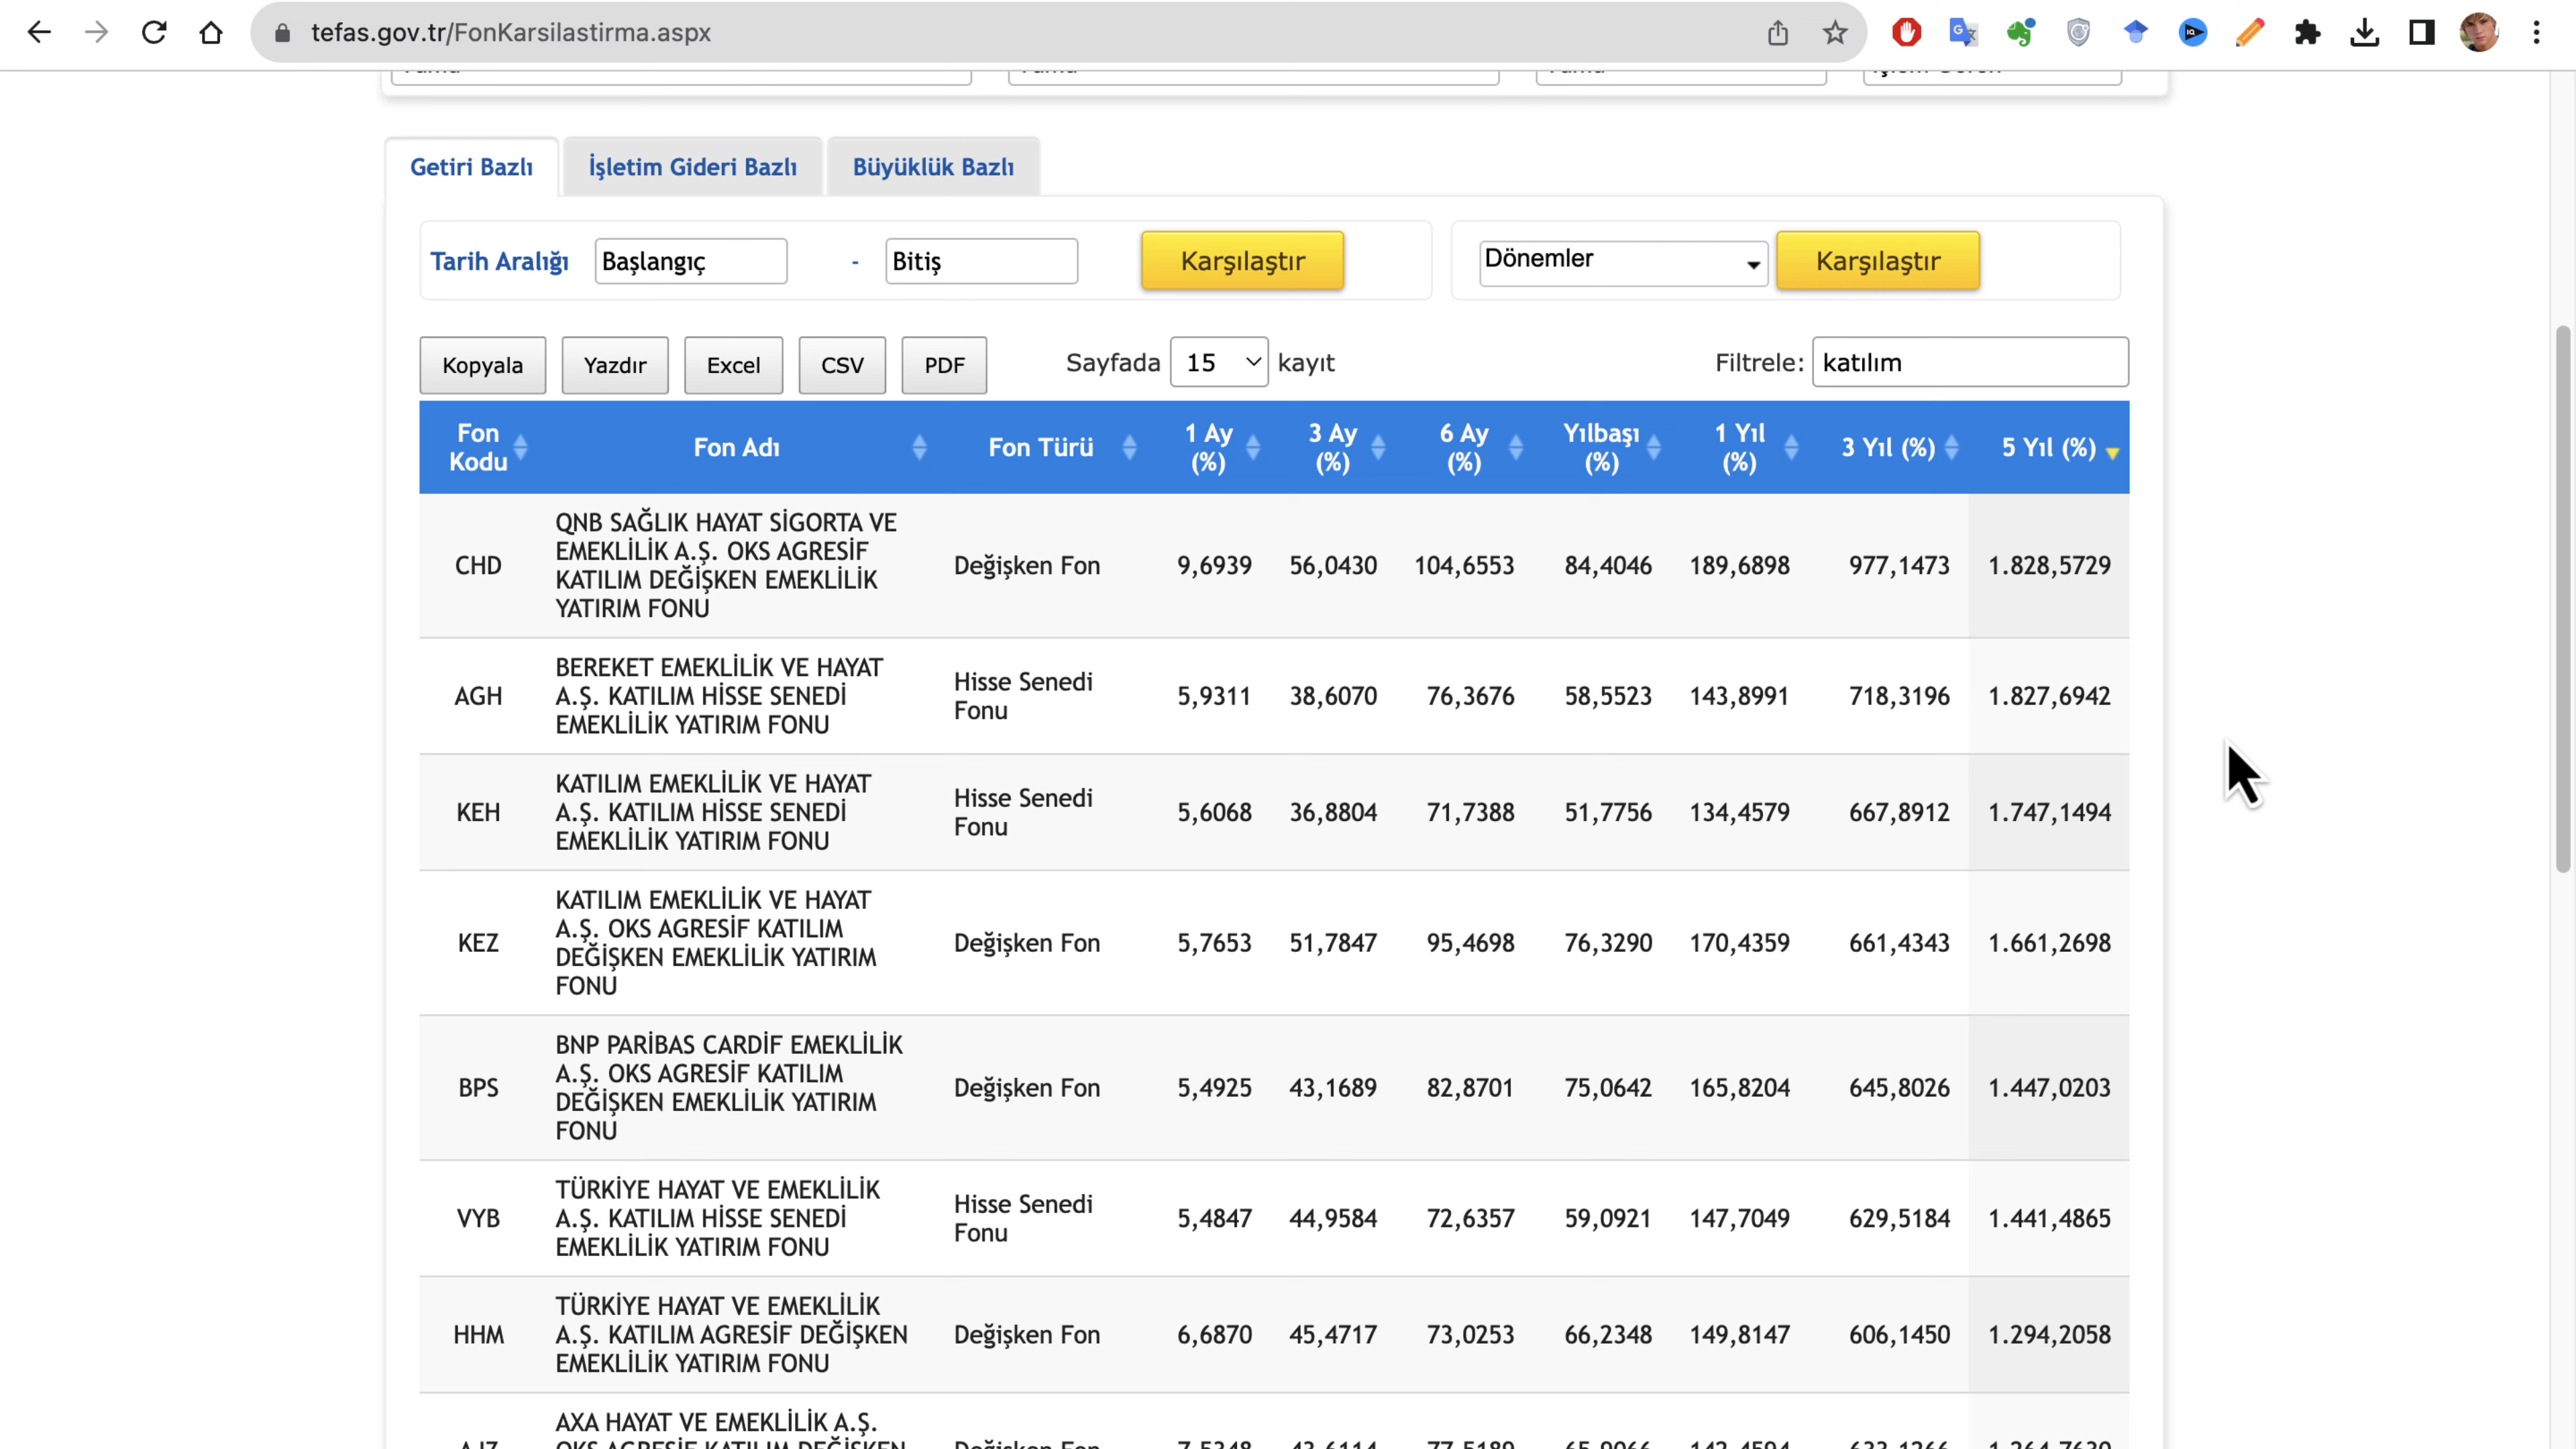 tefas.gov.tr/FonKarsilastirma.aspx
Getiri Bazlı
İşletim Gideri Bazlı
Büyüklük Bazlı
Tarih Aralığı
Başlangıç
-
Bitiş
Karşılaştır
Dönemler
Karşılaştır
Kopyala
Yazdır
Excel
CSV
PDF
Sayfada 15 kayıt
Filtrele: katılım
Fon Kodu
Fon Adı
Fon Türü
1 Ay (%)
3 Ay (%)
6 Ay (%)
Yılbaşı (%)
1 Yıl (%)
3 Yıl (%)
5 Yıl (%)
CHD
QNB SAĞLIK HAYAT SİGORTA VE
EMEKLİLİK A.Ş. OKS AGRESİF
KATILIM DEĞİŞKEN EMEKLİLİK
YATIRIM FONU
Değişken Fon
9,6939 56,0430 104,6553 84,4046 189,6898 977,1473 1.828,5729
AGH
BEREKET EMEKLİLİK VE HAYAT
A.Ş. KATILIM HİSSE SENEDİ
EMEKLİLİK YATIRIM FONU
Hisse Senedi
Fonu
5,9311 38,6070 76,3676 58,5523 143,8991 718,3196 1.827,6942
KEH
KATILIM EMEKLİLİK VE HAYAT
A.Ş. KATILIM HİSSE SENEDİ
EMEKLİLİK YATIRIM FONU
Hisse Senedi
Fonu
5,6068 36,8804 71,7388 51,7756 134,4579 667,8912 1.747,1494
KEZ
KATILIM EMEKLİLİK VE HAYAT
A.Ş. OKS AGRESİF KATILIM
DEĞİŞKEN EMEKLİLİK YATIRIM
FONU
Değişken Fon
5,7653 51,7847 95,4698 76,3290 170,4359 661,4343 1.661,2698
BPS
BNP PARİBAS CARDİF EMEKLİLİK
A.Ş. OKS AGRESİF KATILIM
DEĞİŞKEN EMEKLİLİK YATIRIM
FONU
Değişken Fon
5,4925 43,1689 82,8701 75,0642 165,8204 645,8026 1.447,0203
VYB
TÜRKİYE HAYAT VE EMEKLİLİK
A.Ş. KATILIM HİSSE SENEDİ
EMEKLİLİK YATIRIM FONU
Hisse Senedi
Fonu
5,4847 44,9584 72,6357 59,0921 147,7049 629,5184 1.441,4865
HHM
TÜRKİYE HAYAT VE EMEKLİLİK
A.Ş. KATILIM AGRESİF DEĞİŞKEN
EMEKLİLİK YATIRIM FONU
Değişken Fon
6,6870 45,4717 73,0253 66,2348 149,8147 606,1450 1.294,2058
AXA HAYAT VE EMEKLİLİK A.Ş.
OKS AGRESİF KATILIM DEĞİŞKEN
Değişken Fon